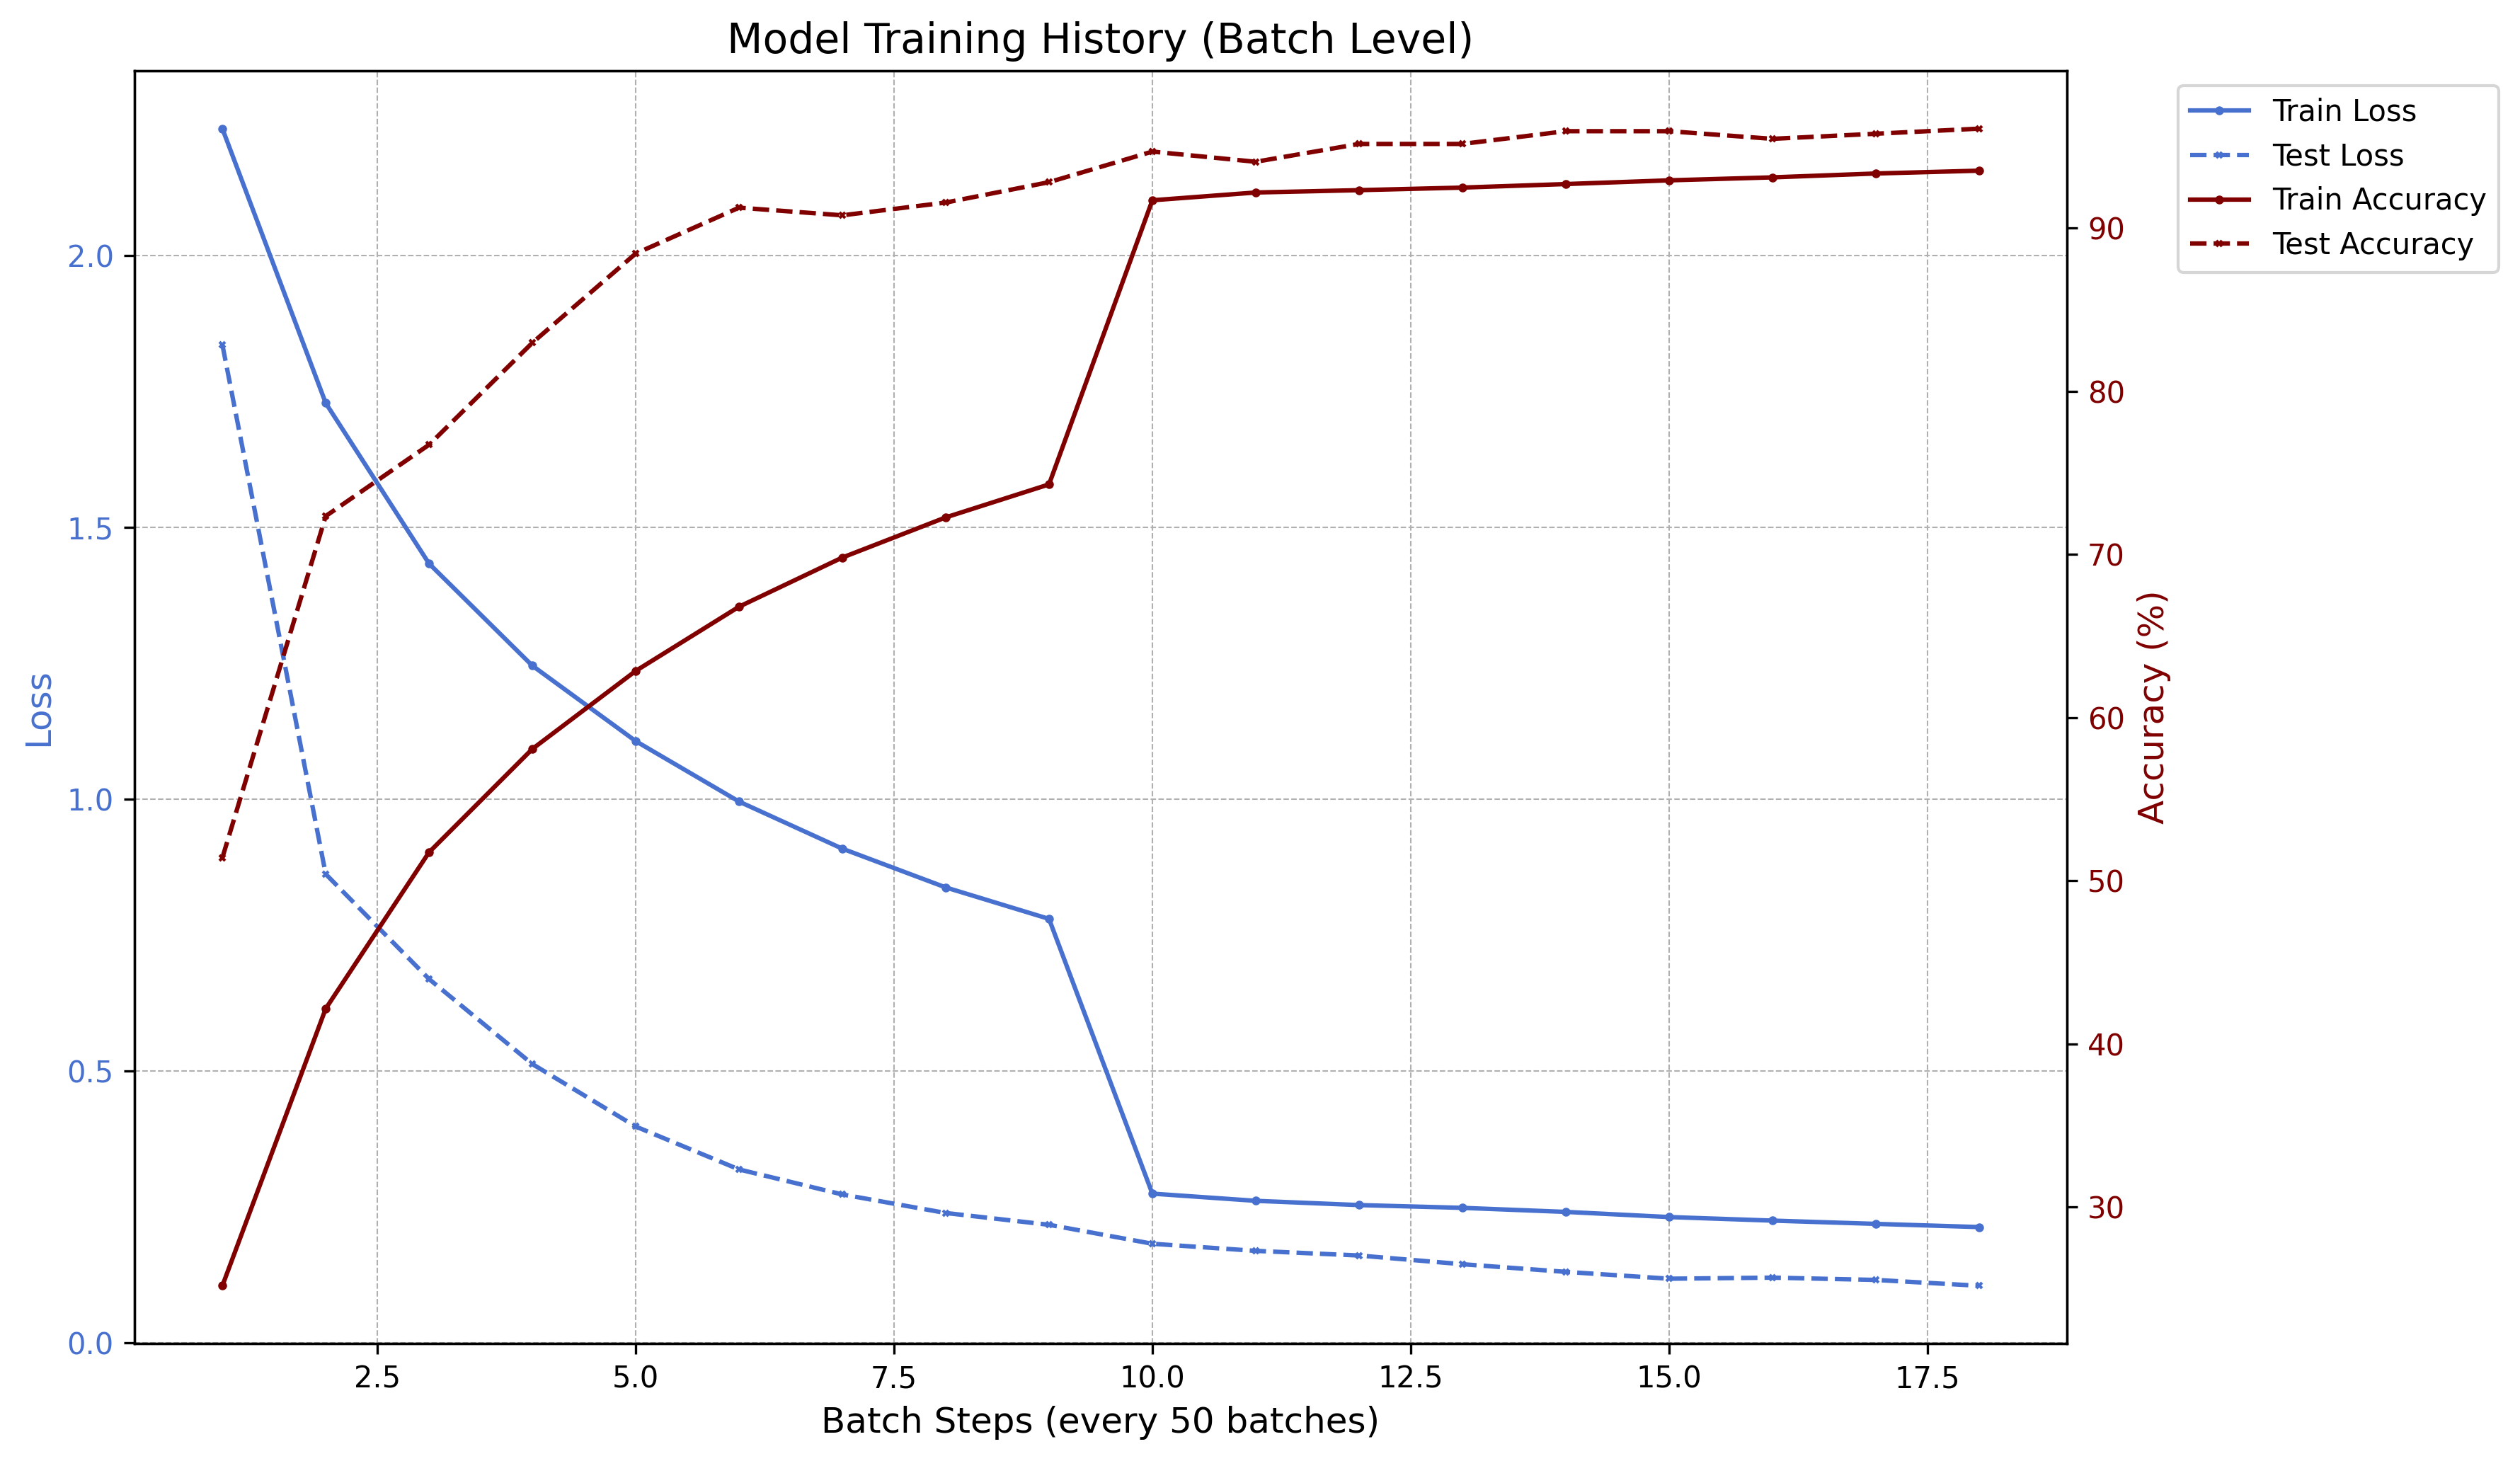 Model Training History (Batch Level)
Train Loss
Test Loss
Train Accuracy
Test Accuracy
Loss
2.0
1.5
1.0
0.5
0.0
90
80
70
60
50
40
30
Accuracy (%)
2.5 5.0 7.5 10.0 12.5 15.0 17.5
Batch Steps (every 50 batches)